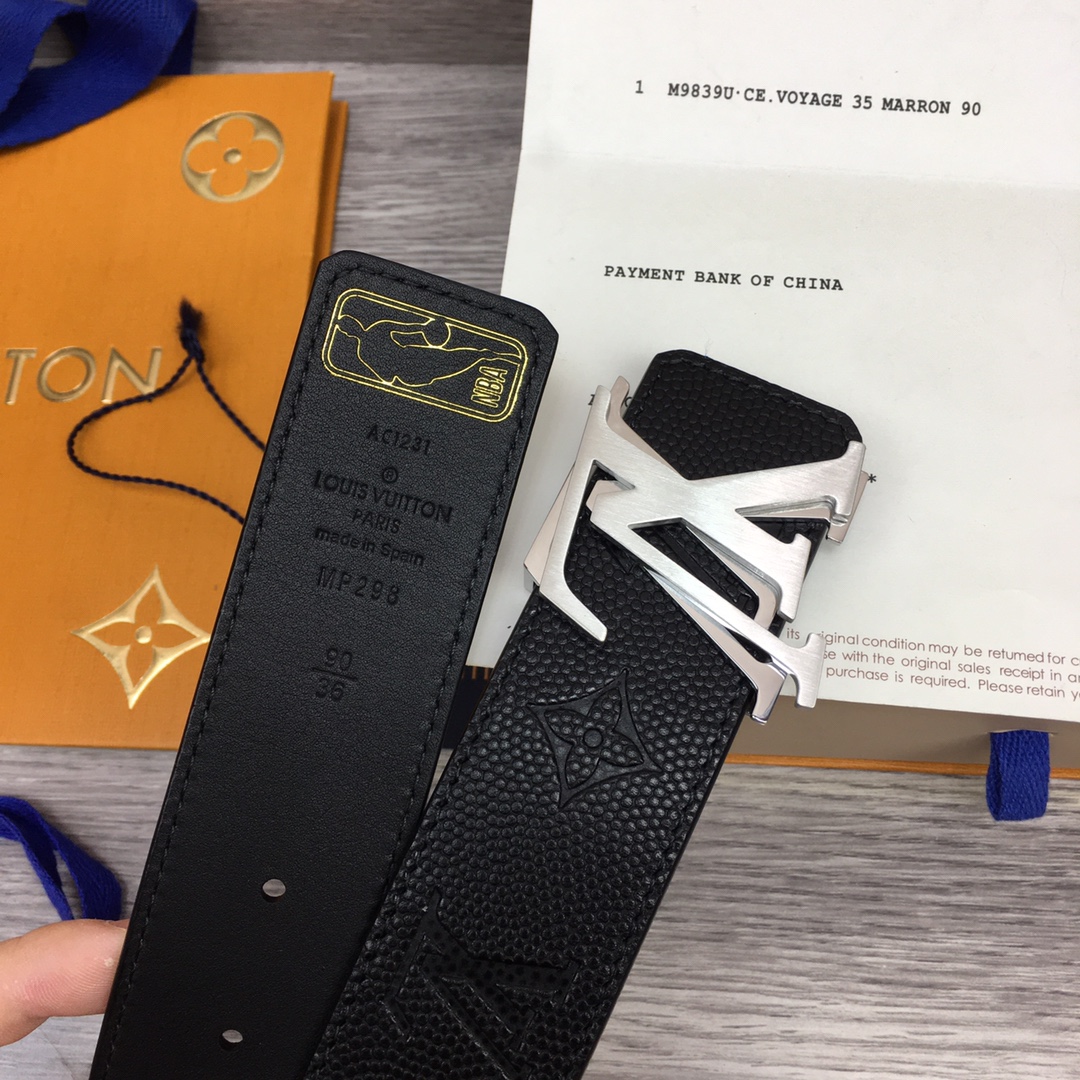 1 M9839U·CE.VOYAGE 35 MARRON 90
PAYMENT BANK OF CHINA
TON
NBA
AC1231
®
LOUIS VUITTON
PARIS
made in Spain
MP298
90
36
*
its original condition may be returned for
with the original sales receipt in
purchase is required. Please retain
LV